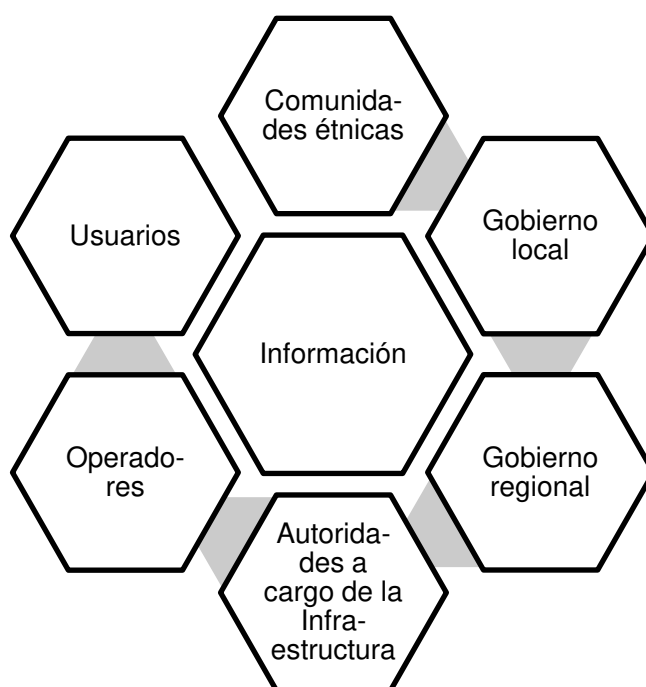 Comunida-
des étnicas
Usuarios
Gobierno
local
Información
Operado-
res
Gobierno
regional
Autorida-
des a
cargo de la
Infra-
estructura